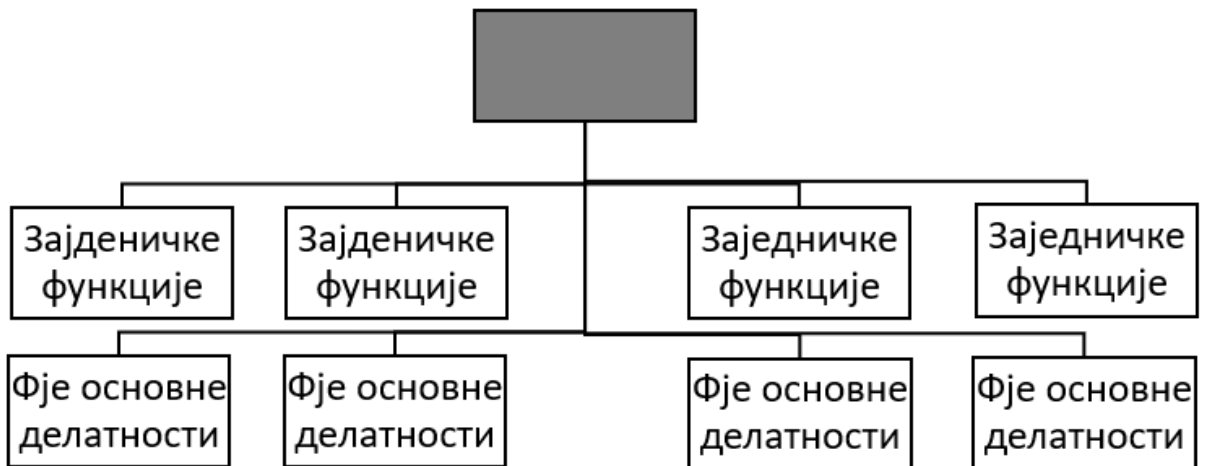 Зајденичке
функције
Зајденичке
функције
Заједничке
функције
Заједничке
функције
Фје основне
делатности
Фје основне
делатности
Фје основне
делатности
Фје основне
делатности